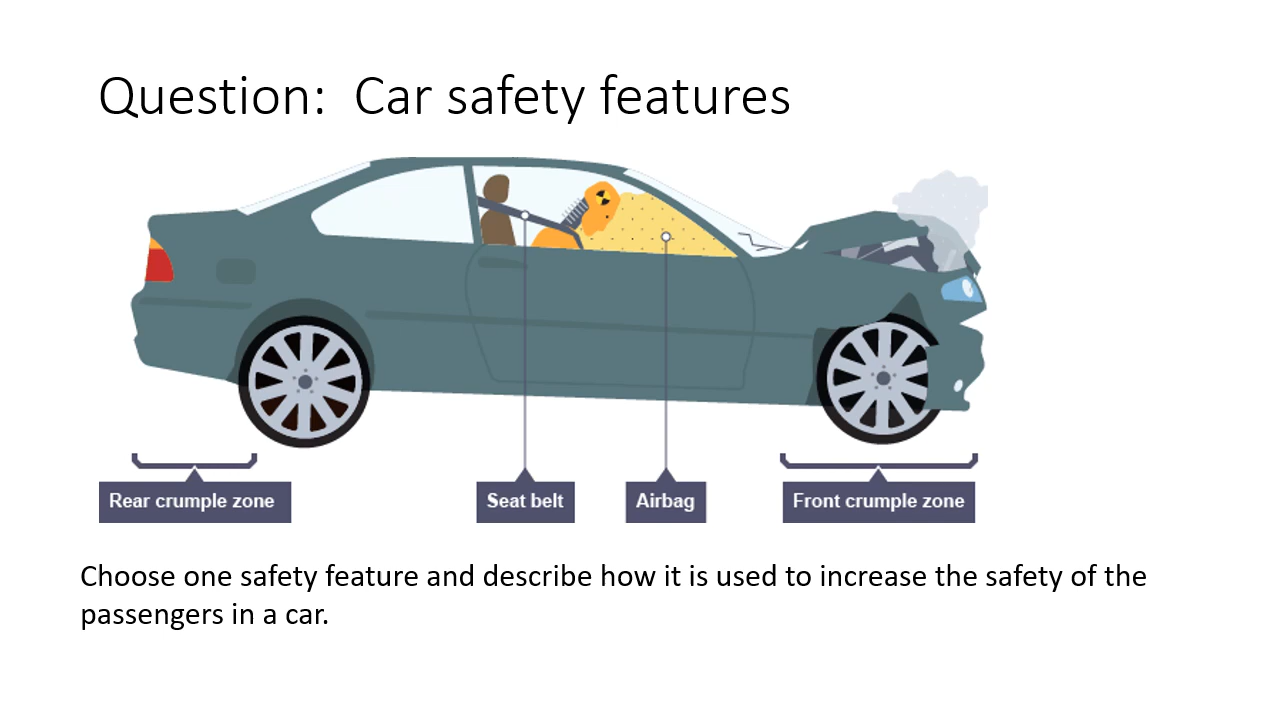 Question:  Car safety features
Rear crumple zone
Seat belt
Airbag
Front crumple zone
Choose one safety feature and describe how it is used to increase the safety of the
passengers in a car.